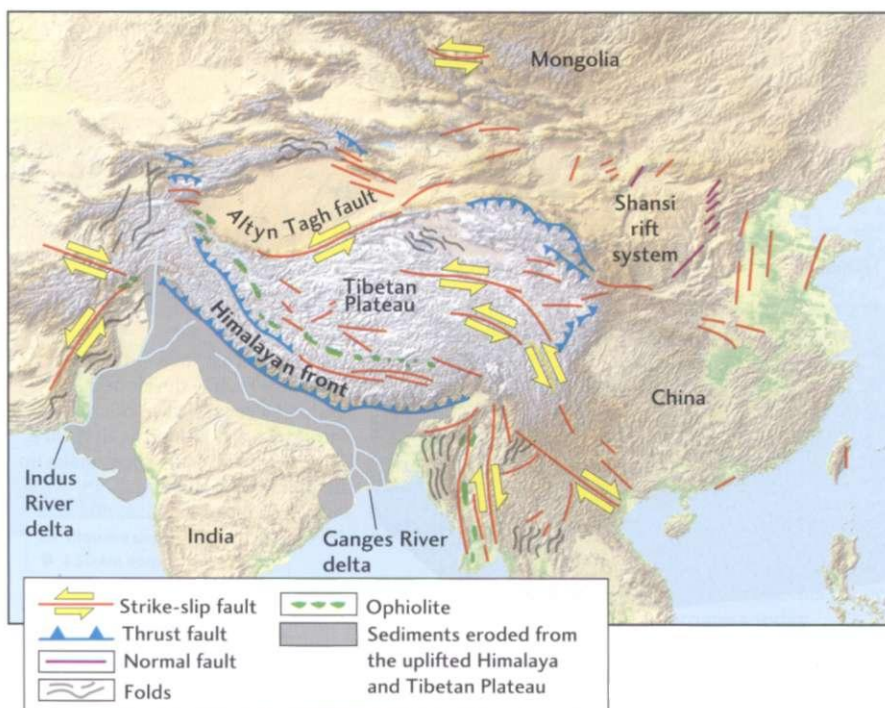 Mongolia
Shansi
rift
system
Altyn Tagh fault
Tibetan
Plateau
Himalayan front
China
Indus
River
delta
India
Ganges River
delta
Strike-slip fault
Thrust fault
Normal fault
Folds
Ophiolite
Sediments eroded from
the uplifted Himalaya
and Tibetan Plateau